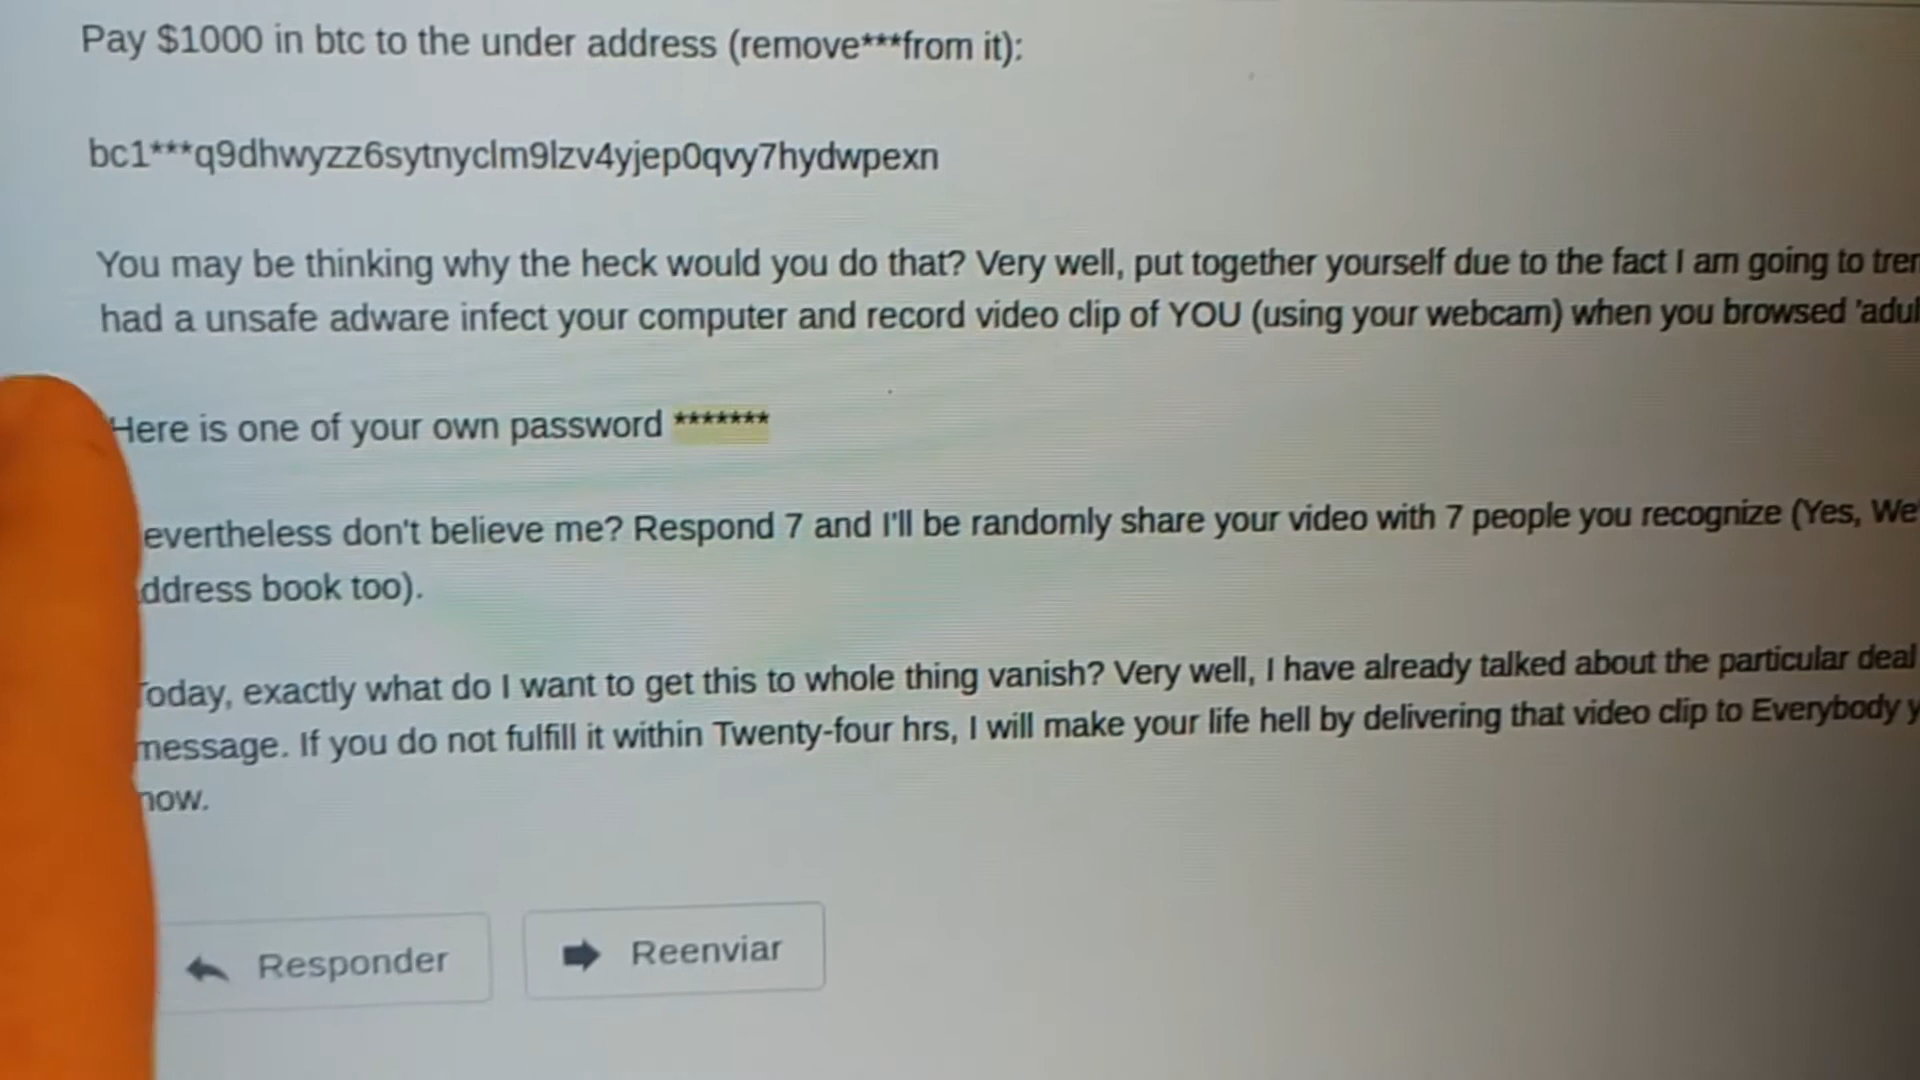 Pay $1000 in btc to the under address (remove***from it):
bc1***q9dhwyzz6sytnyclm9lzv4yjep0qvy7hydwpexn
You may be thinking why the heck would you do that? Very well, put together yourself due to the fact I am going to
had a unsafe adware infect your computer and record video clip of YOU (using your webcam) when you browsed
Here is one of your own password *******
evertheless don't believe me? Respond 7 and I'll be randomly share your video with 7 people you recognize (Yes,
ddress book too).
oday, exactly what do I want to get this to whole thing vanish? Very well, I have already talked about the particular deal
message. If you do not fulfill it within Twenty-four hrs, I will make your life hell by delivering that video clip to Everybody
now.
Responder
Reenviar